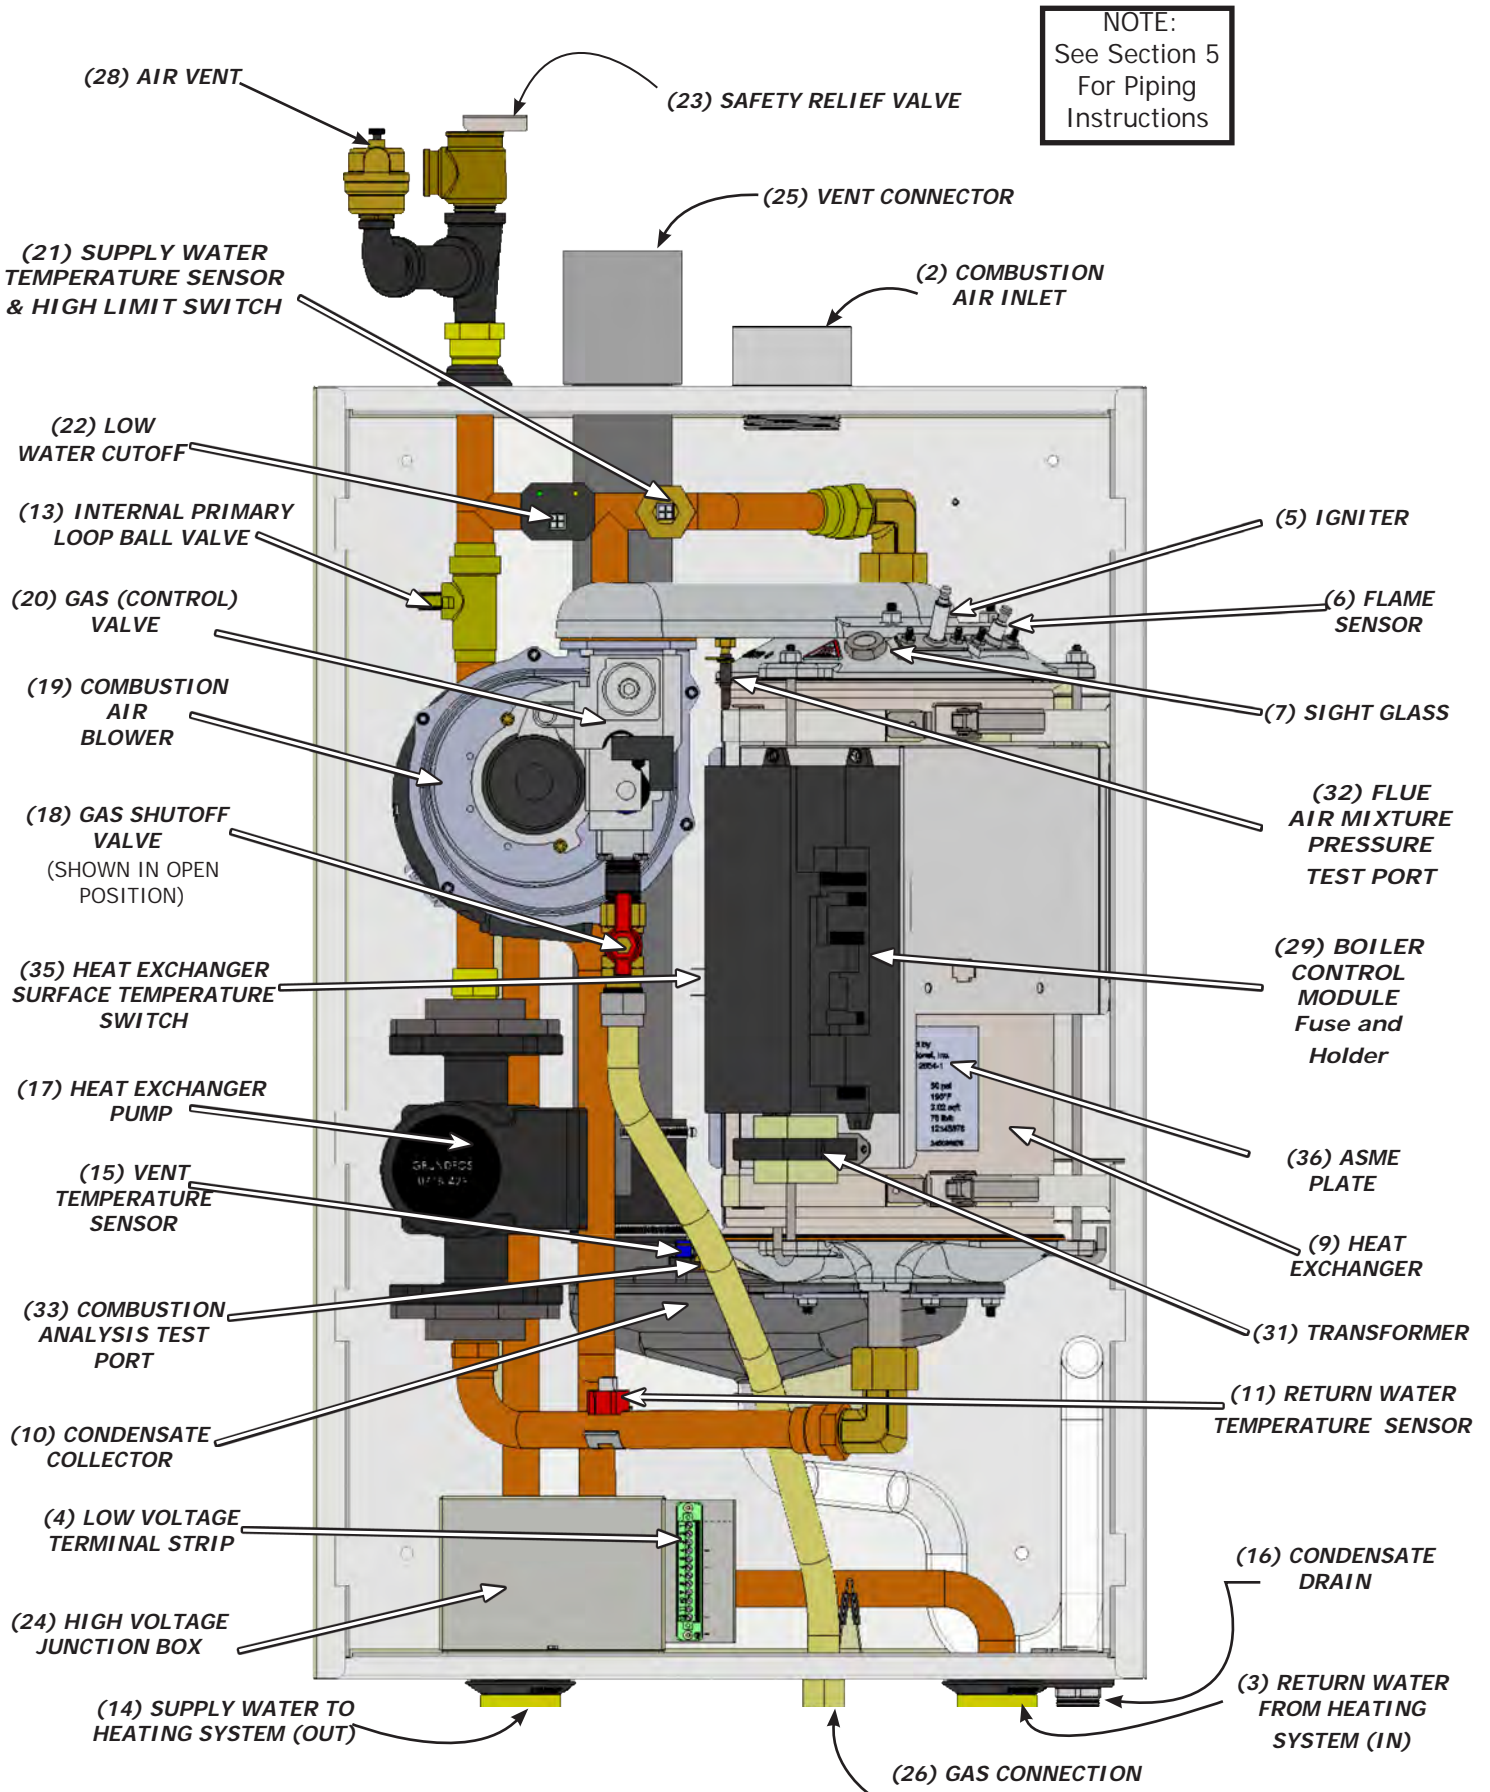 NOTE:
See Section 5
For Piping
Instructions
(28) AIR VENT
(23) SAFETY RELIEF VALVE
(25) VENT CONNECTOR
(21) SUPPLY WATER
TEMPERATURE SENSOR
& HIGH LIMIT SWITCH
(2) COMBUSTION
AIR INLET
(22) LOW
WATER CUTOFF
(13) INTERNAL PRIMARY
LOOP BALL VALVE
(5) IGNITER
(20) GAS (CONTROL)
VALVE
(6) FLAME
SENSOR
(19) COMBUSTION
AIR
BLOWER
(7) SIGHT GLASS
(18) GAS SHUTOFF
VALVE
(SHOWN IN OPEN
POSITION)
(32) FLUE
AIR MIXTURE
PRESSURE
TEST PORT
(35) HEAT EXCHANGER
SURFACE TEMPERATURE
SWITCH
(29) BOILER
CONTROL
MODULE
Fuse and
Holder
(17) HEAT EXCHANGER
PUMP
GRUNDFOS
(15) VENT
TEMPERATURE
SENSOR
(36) ASME
PLATE
(9) HEAT
EXCHANGER
(33) COMBUSTION
ANALYSIS TEST
PORT
(31) TRANSFORMER
(10) CONDENSATE
COLLECTOR
(11) RETURN WATER
TEMPERATURE SENSOR
(4) LOW VOLTAGE
TERMINAL STRIP
(16) CONDENSATE
DRAIN
(24) HIGH VOLTAGE
JUNCTION BOX
(14) SUPPLY WATER TO
HEATING SYSTEM (OUT)
(3) RETURN WATER
FROM HEATING
SYSTEM (IN)
(26) GAS CONNECTION